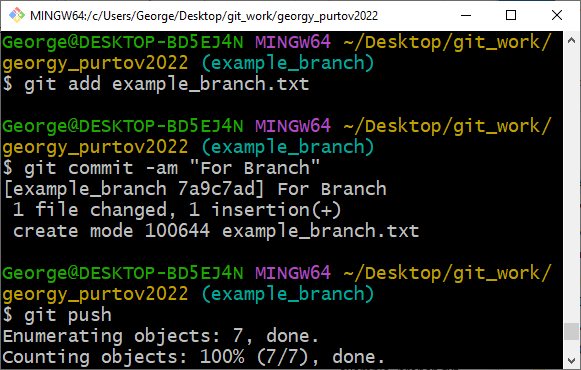 MINGW64:/c/Users/George/Desktop/git_work/georgy_purtov2022
George@DESKTOP-BD5EJ4N MINGW64 ~/Desktop/git_work/
georgy_purtov2022 (example_branch)
$ git add example_branch.txt
George@DESKTOP-BD5EJ4N MINGW64 ~/Desktop/git_work/
georgy_purtov2022 (example_branch)
$ git commit -am "For Branch"
[example_branch 7a9c7ad] For Branch
 1 file changed, 1 insertion(+)
 create mode 100644 example_branch.txt
George@DESKTOP-BD5EJ4N MINGW64 ~/Desktop/git_work/
georgy_purtov2022 (example_branch)
$ git push
Enumerating objects: 7, done.
Counting objects: 100% (7/7), done.